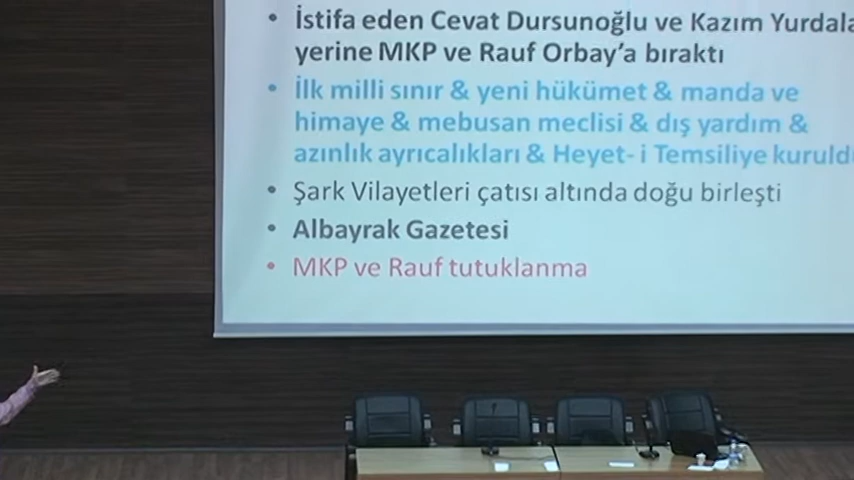 • İstifa eden Cevat Dursunoğlu ve Kazım
yerine MKP ve Rauf Orbay'a bıraktı
• İlk milli sınır & yeni hükümet & manda ve
himaye & mebusan meclisi & dış yardım &
azınlık ayrıcalıkları & Heyet- i Temsiliye
• Şark Vilayetleri çatısı altında doğu birleşti
• Albayrak Gazetesi
• MKP ve Rauf tutuklanma